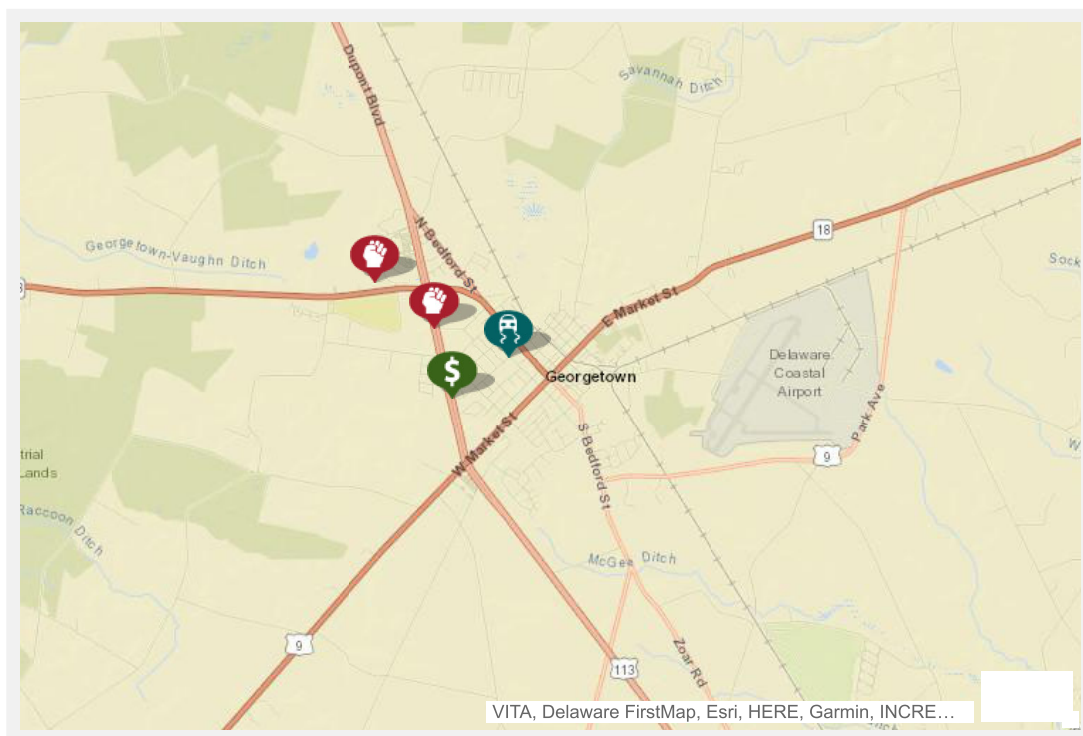 Dupont Blvd
Savannah Ditch
N Bedford St
18
Georgetown-Vaughn Ditch
Sock
E Market St
$
Delaware
Coastal
Airport
Georgetown
Park Ave
W Market St
S Bedford St
9
trial
Lands
Raccoon Ditch
McGee Ditch
9
113
Zoar Rd
VITA, Delaware FirstMap, Esri, HERE, Garmin, INCRE…